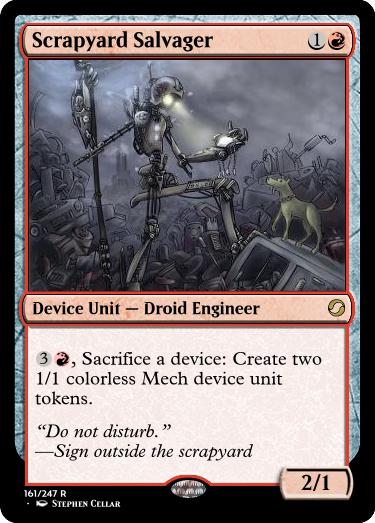 Scrapyard Salvager 1
Device Unit — Droid Engineer
3, Sacrifice a device: Create two
1/1 colorless Mech device unit
tokens.
“Do not disturb.”
—Sign outside the scrapyard
2/1
161/247 R
· Stephen Cellar